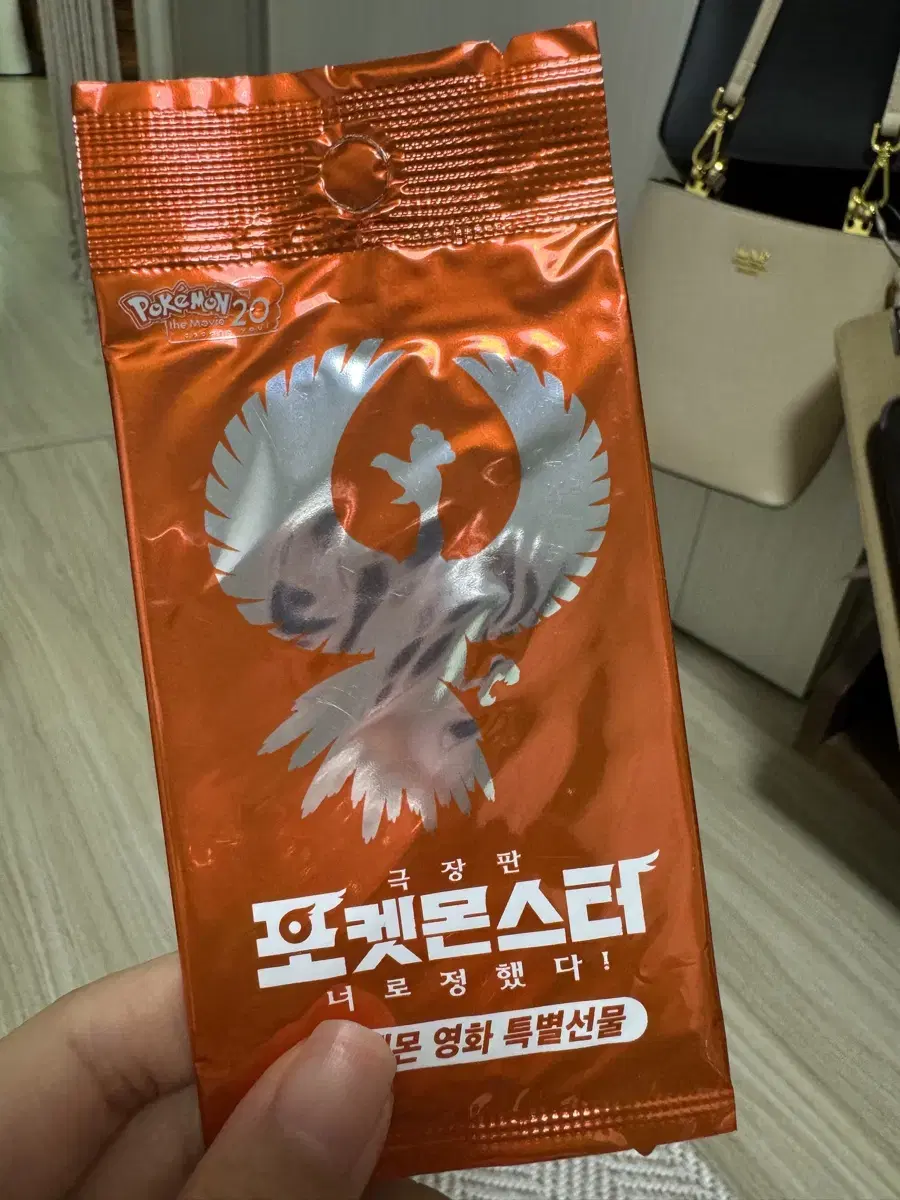 POKéMON
The Movie 20
극장판
포켓몬스터
너로정했다!
몬 영화 특별선물